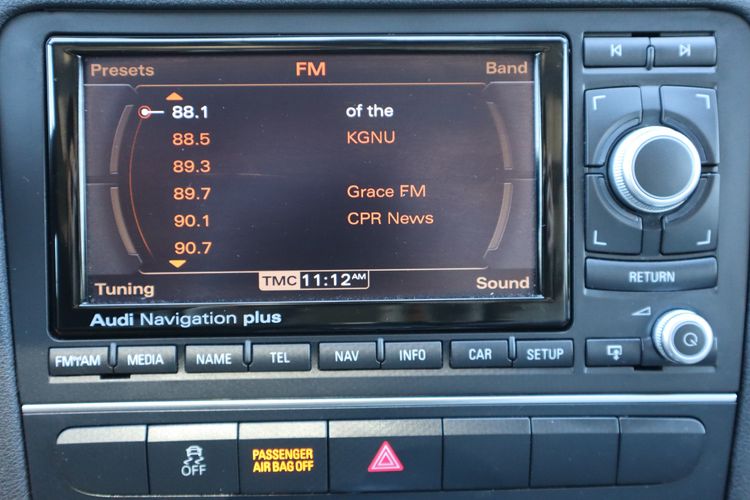 Presets FM Band
88.1 of the
88.5 KGNU
89.3
89.7 Grace FM
90.1 CPR News
90.7
TMC 11:12 AM
Tuning Sound
Audi Navigation plus
RETURN
FM/AM MEDIA NAME TEL NAV INFO CAR SETUP
OFF
PASSENGER
AIR BAG OFF